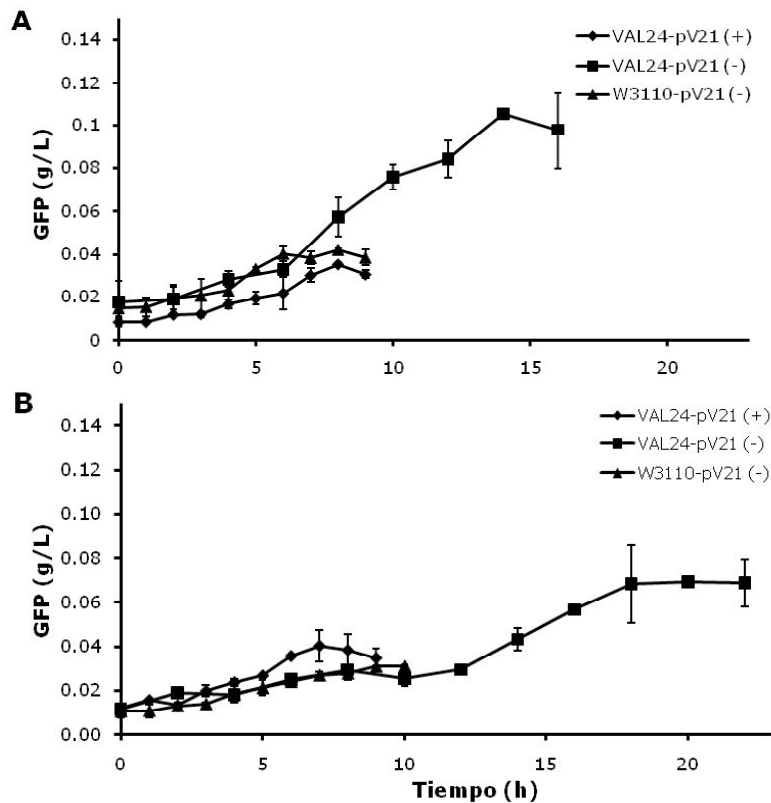 A
0.14
VAL24-pV21 (+)
0.12
VAL24-pV21 (-)
W3110-pV21 (-)
0.1
0.08
GFP (g/L)
0.06
0.04
0.02
0
0 5 10 15 20
B
0.14
VAL24-pV21 (+)
0.12
VAL24-pV21 (-)
W3110-pV21 (-)
0.10
0.08
GFP (g/L)
0.06
0.04
0.02
0.00
0 5 10 15 20
Tiempo (h)